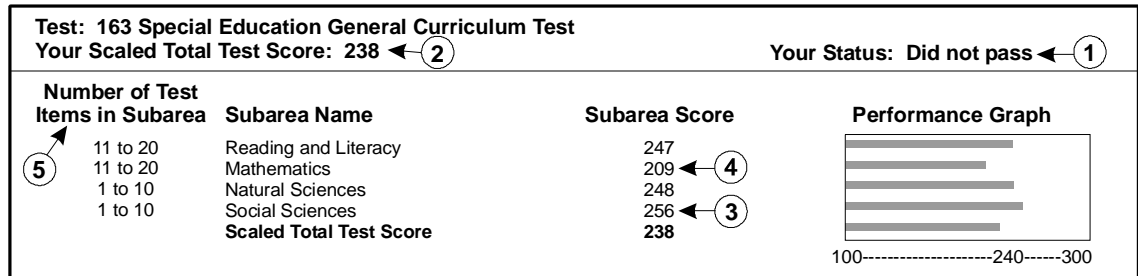 Test: 163 Special Education General Curriculum Test
Your Scaled Total Test Score: 238 2
Your Status: Did not pass 1
Number of Test
Items in Subarea Subarea Name Subarea Score Performance Graph
5
11 to 20 Reading and Literacy 247
11 to 20 Mathematics 209 4
1 to 10 Natural Sciences 248
1 to 10 Social Sciences 256 3
Scaled Total Test Score 238
100---------------------240------300